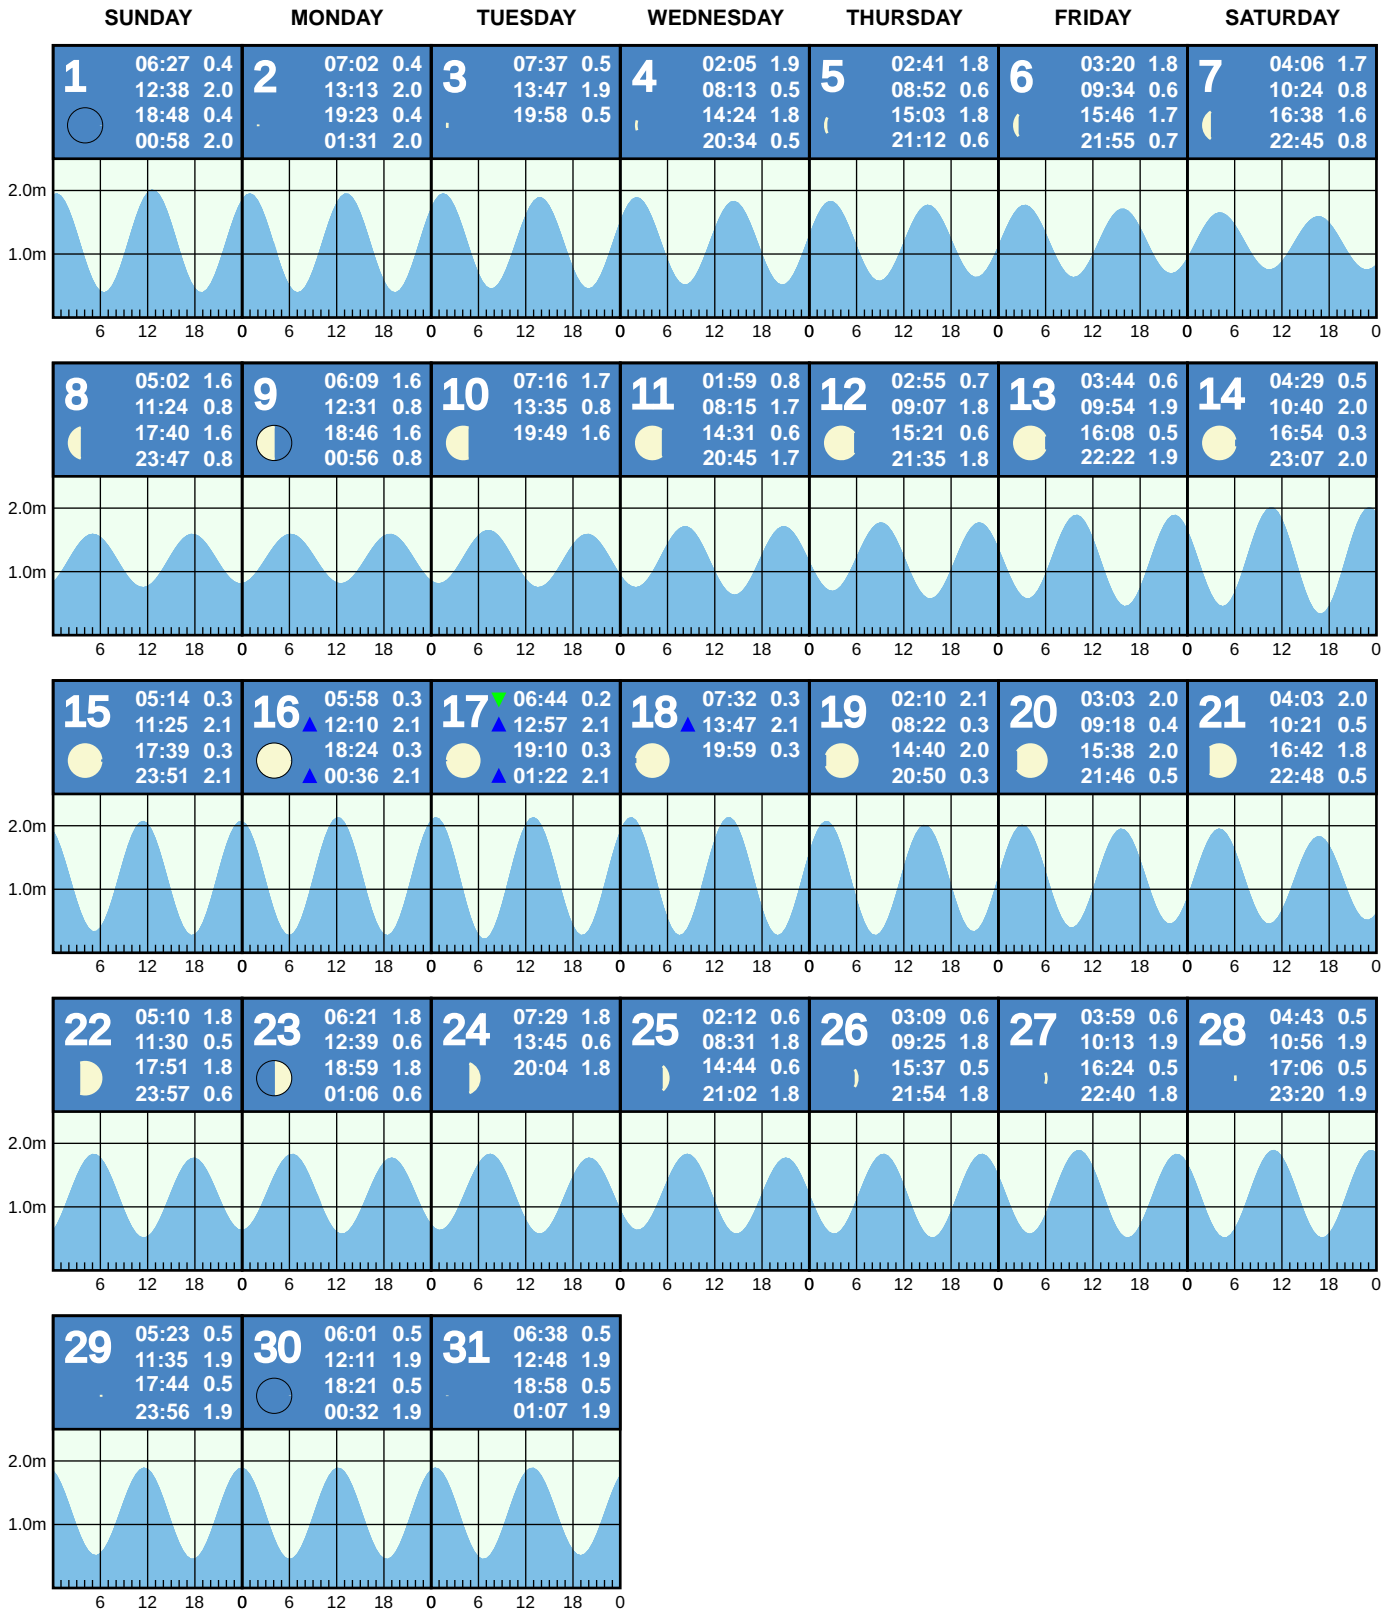 SUNDAY MONDAY TUESDAY WEDNESDAY THURSDAY FRIDAY SATURDAY
1 06:27 0.4
12:38 2.0
18:48 0.4
00:58 2.0
2 07:02 0.4
13:13 2.0
19:23 0.4
01:31 2.0
3 07:37 0.5
13:47 1.9
19:58 0.5
4 02:05 1.9
08:13 0.5
14:24 1.8
20:34 0.5
5 02:41 1.8
08:52 0.6
15:03 1.8
21:12 0.6
6 03:20 1.8
09:34 0.6
15:46 1.7
21:55 0.7
7 04:06 1.7
10:24 0.8
16:38 1.6
22:45 0.8
2.0m
1.0m
6 12 18 0 6 12 18 0 6 12 18 0 6 12 18 0 6 12 18 0 6 12 18 0 6 12 18 0
8 05:02 1.6
11:24 0.8
17:40 1.6
23:47 0.8
9 06:09 1.6
12:31 0.8
18:46 1.6
00:56 0.8
10 07:16 1.7
13:35 0.8
19:49 1.6
11 01:59 0.8
08:15 1.7
14:31 0.6
20:45 1.7
12 02:55 0.7
09:07 1.8
15:21 0.6
21:35 1.8
13 03:44 0.6
09:54 1.9
16:08 0.5
22:22 1.9
14 04:29 0.5
10:40 2.0
16:54 0.3
23:07 2.0
2.0m
1.0m
6 12 18 0 6 12 18 0 6 12 18 0 6 12 18 0 6 12 18 0 6 12 18 0 6 12 18 0
15 05:14 0.3
11:25 2.1
17:39 0.3
23:51 2.1
16 05:58 0.3
12:10 2.1
18:24 0.3
00:36 2.1
17 06:44 0.2
12:57 2.1
19:10 0.3
01:22 2.1
18 07:32 0.3
13:47 2.1
19:59 0.3
19 02:10 2.1
08:22 0.3
14:40 2.0
20:50 0.3
20 03:03 2.0
09:18 0.4
15:38 2.0
21:46 0.5
21 04:03 2.0
10:21 0.5
16:42 1.8
22:48 0.5
2.0m
1.0m
6 12 18 0 6 12 18 0 6 12 18 0 6 12 18 0 6 12 18 0 6 12 18 0 6 12 18 0
22 05:10 1.8
11:30 0.5
17:51 1.8
23:57 0.6
23 06:21 1.8
12:39 0.6
18:59 1.8
01:06 0.6
24 07:29 1.8
13:45 0.6
20:04 1.8
25 02:12 0.6
08:31 1.8
14:44 0.6
21:02 1.8
26 03:09 0.6
09:25 1.8
15:37 0.5
21:54 1.8
27 03:59 0.6
10:13 1.9
16:24 0.5
22:40 1.8
28 04:43 0.5
10:56 1.9
17:06 0.5
23:20 1.9
2.0m
1.0m
6 12 18 0 6 12 18 0 6 12 18 0 6 12 18 0 6 12 18 0 6 12 18 0 6 12 18 0
29 05:23 0.5
11:35 1.9
17:44 0.5
23:56 1.9
30 06:01 0.5
12:11 1.9
18:21 0.5
00:32 1.9
31 06:38 0.5
12:48 1.9
18:58 0.5
01:07 1.9
2.0m
1.0m
6 12 18 0 6 12 18 0 6 12 18 0